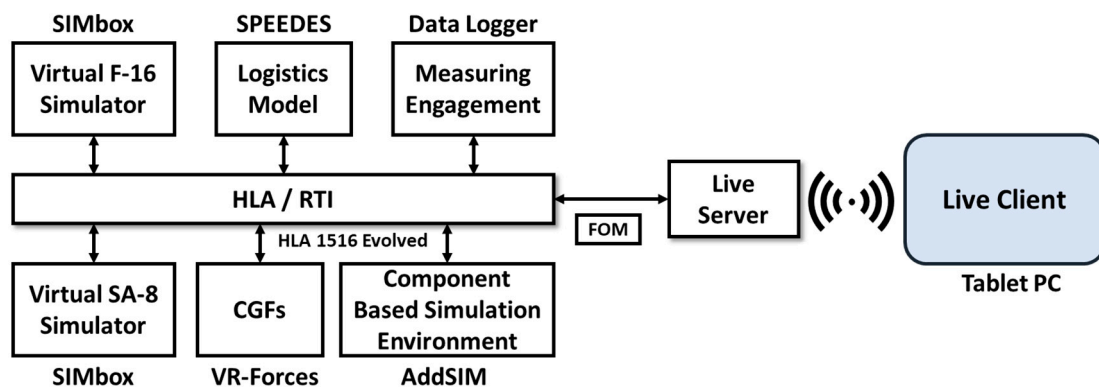 SIMbox
SPEEDES
Data Logger
Virtual F-16
Simulator
Logistics
Model
Measuring
Engagement
HLA / RTI
Live
Server
Live Client
FOM
HLA 1516 Evolved
Tablet PC
Virtual SA-8
Simulator
CGFs
Component
Based Simulation
Environment
SIMbox
VR-Forces
AddSIM